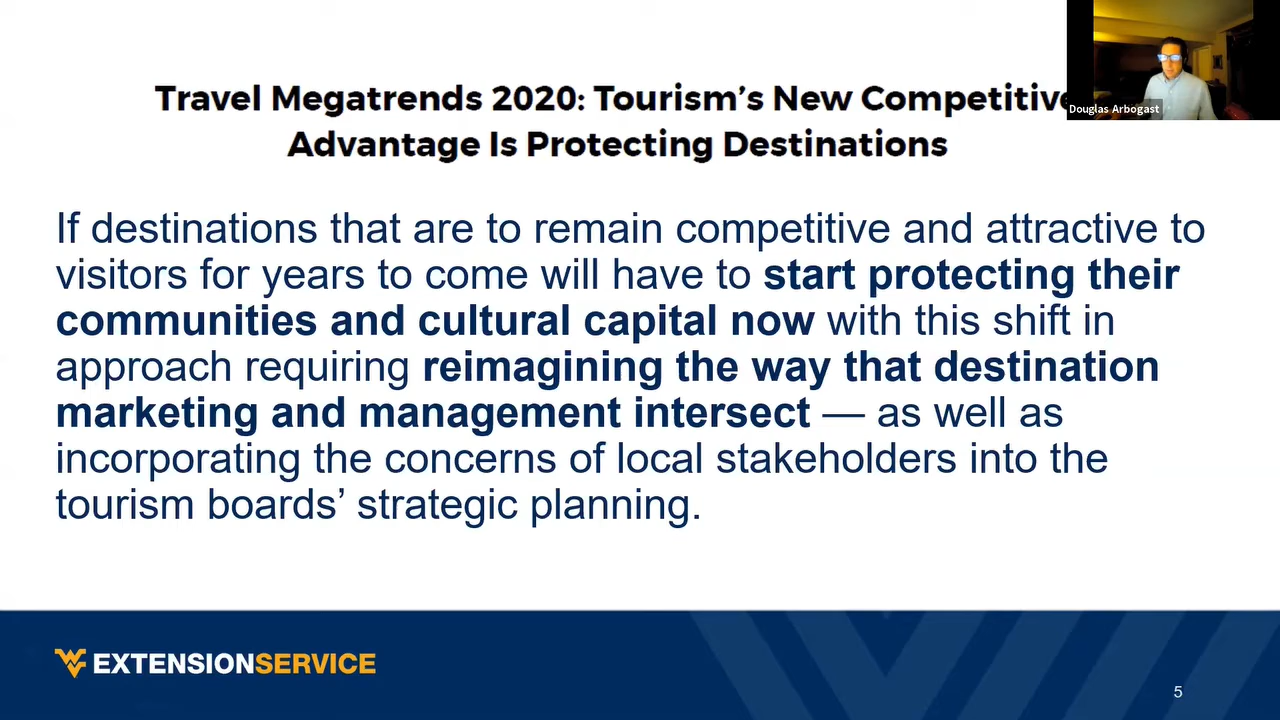 Travel Megatrends 2020: Tourism's New Competitive
Advantage Is Protecting Destinations
Douglas Arbogast
If destinations that are to remain competitive and attractive to
visitors for years to come will have to start protecting their
communities and cultural capital now with this shift in
approach requiring reimagining the way that destination
marketing and management intersect — as well as
incorporating the concerns of local stakeholders into the
tourism boards’ strategic planning.
WV EXTENSIONSERVICE
5